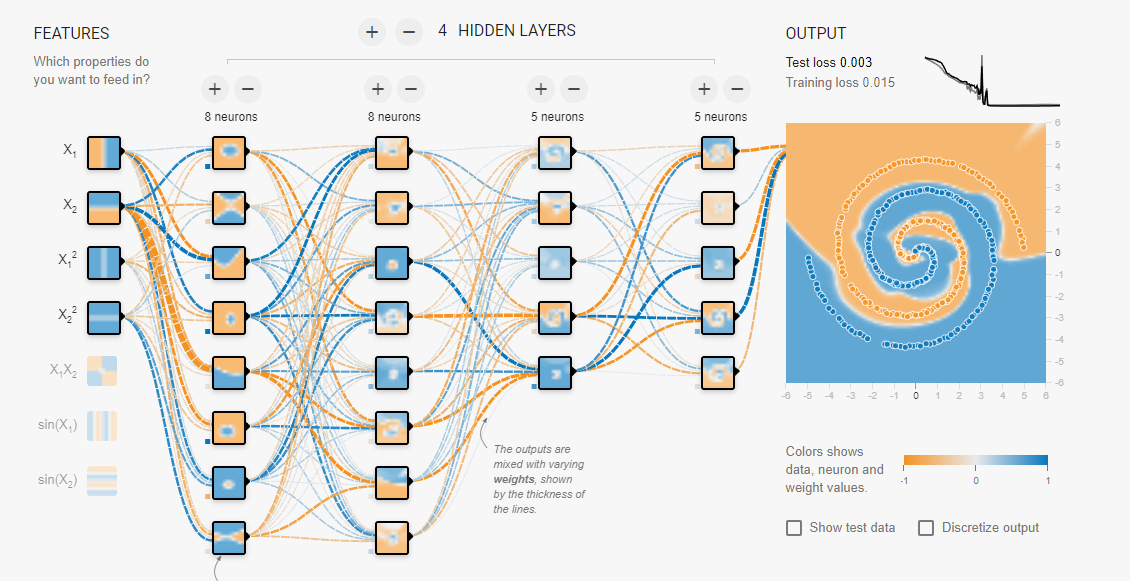 FEATURES
Which properties do
you want to feed in?
+ − 4 HIDDEN LAYERS
+ −
8 neurons
+ −
8 neurons
+ −
5 neurons
+ −
5 neurons
X1
X2
X1²
X2²
X1X2
sin(X1)
sin(X2)
The outputs are
mixed with varying
weights, shown
by the thickness of
the lines.
OUTPUT
Test loss 0.003
Training loss 0.015
6
5
4
3
2
1
0
-1
-2
-3
-4
-5
-6
-6 -5 -4 -3 -2 -1 0 1 2 3 4 5 6
Colors shows
data, neuron and
weight values.
-1 0 1
Show test data
Discretize output